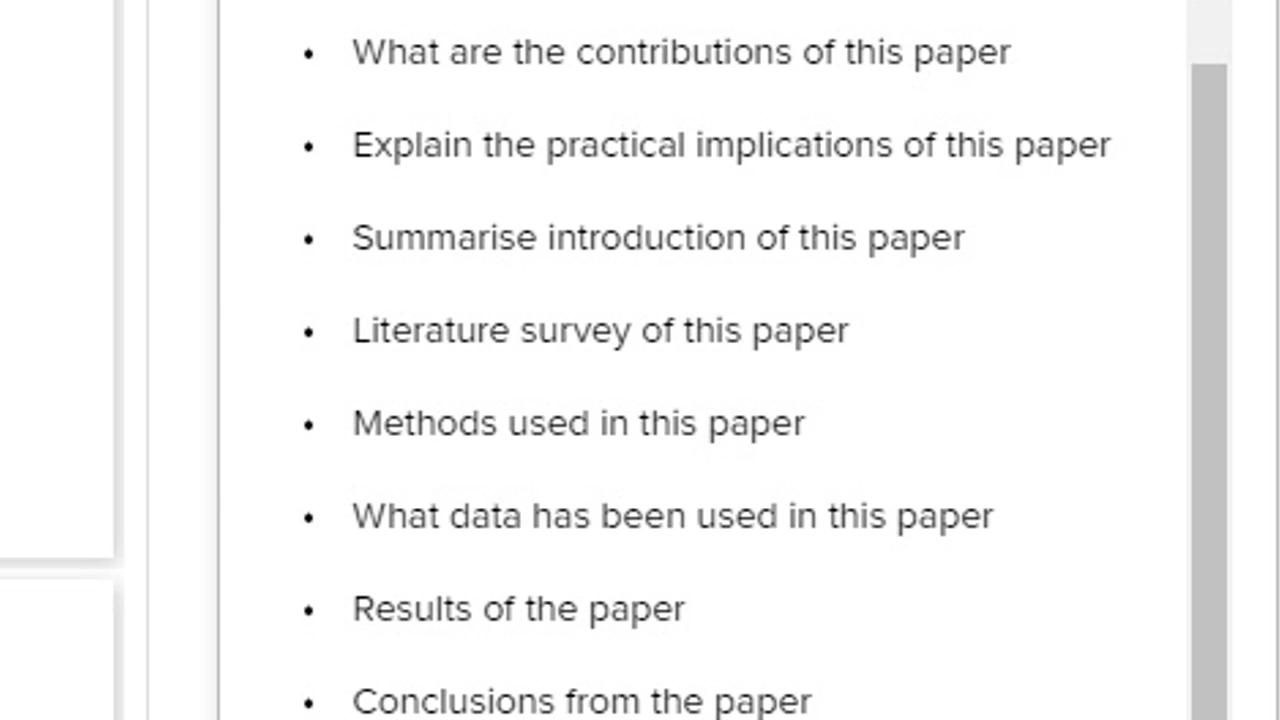 • What are the contributions of this paper
• Explain the practical implications of this paper
• Summarise introduction of this paper
• Literature survey of this paper
• Methods used in this paper
• What data has been used in this paper
• Results of the paper
• Conclusions from the paper